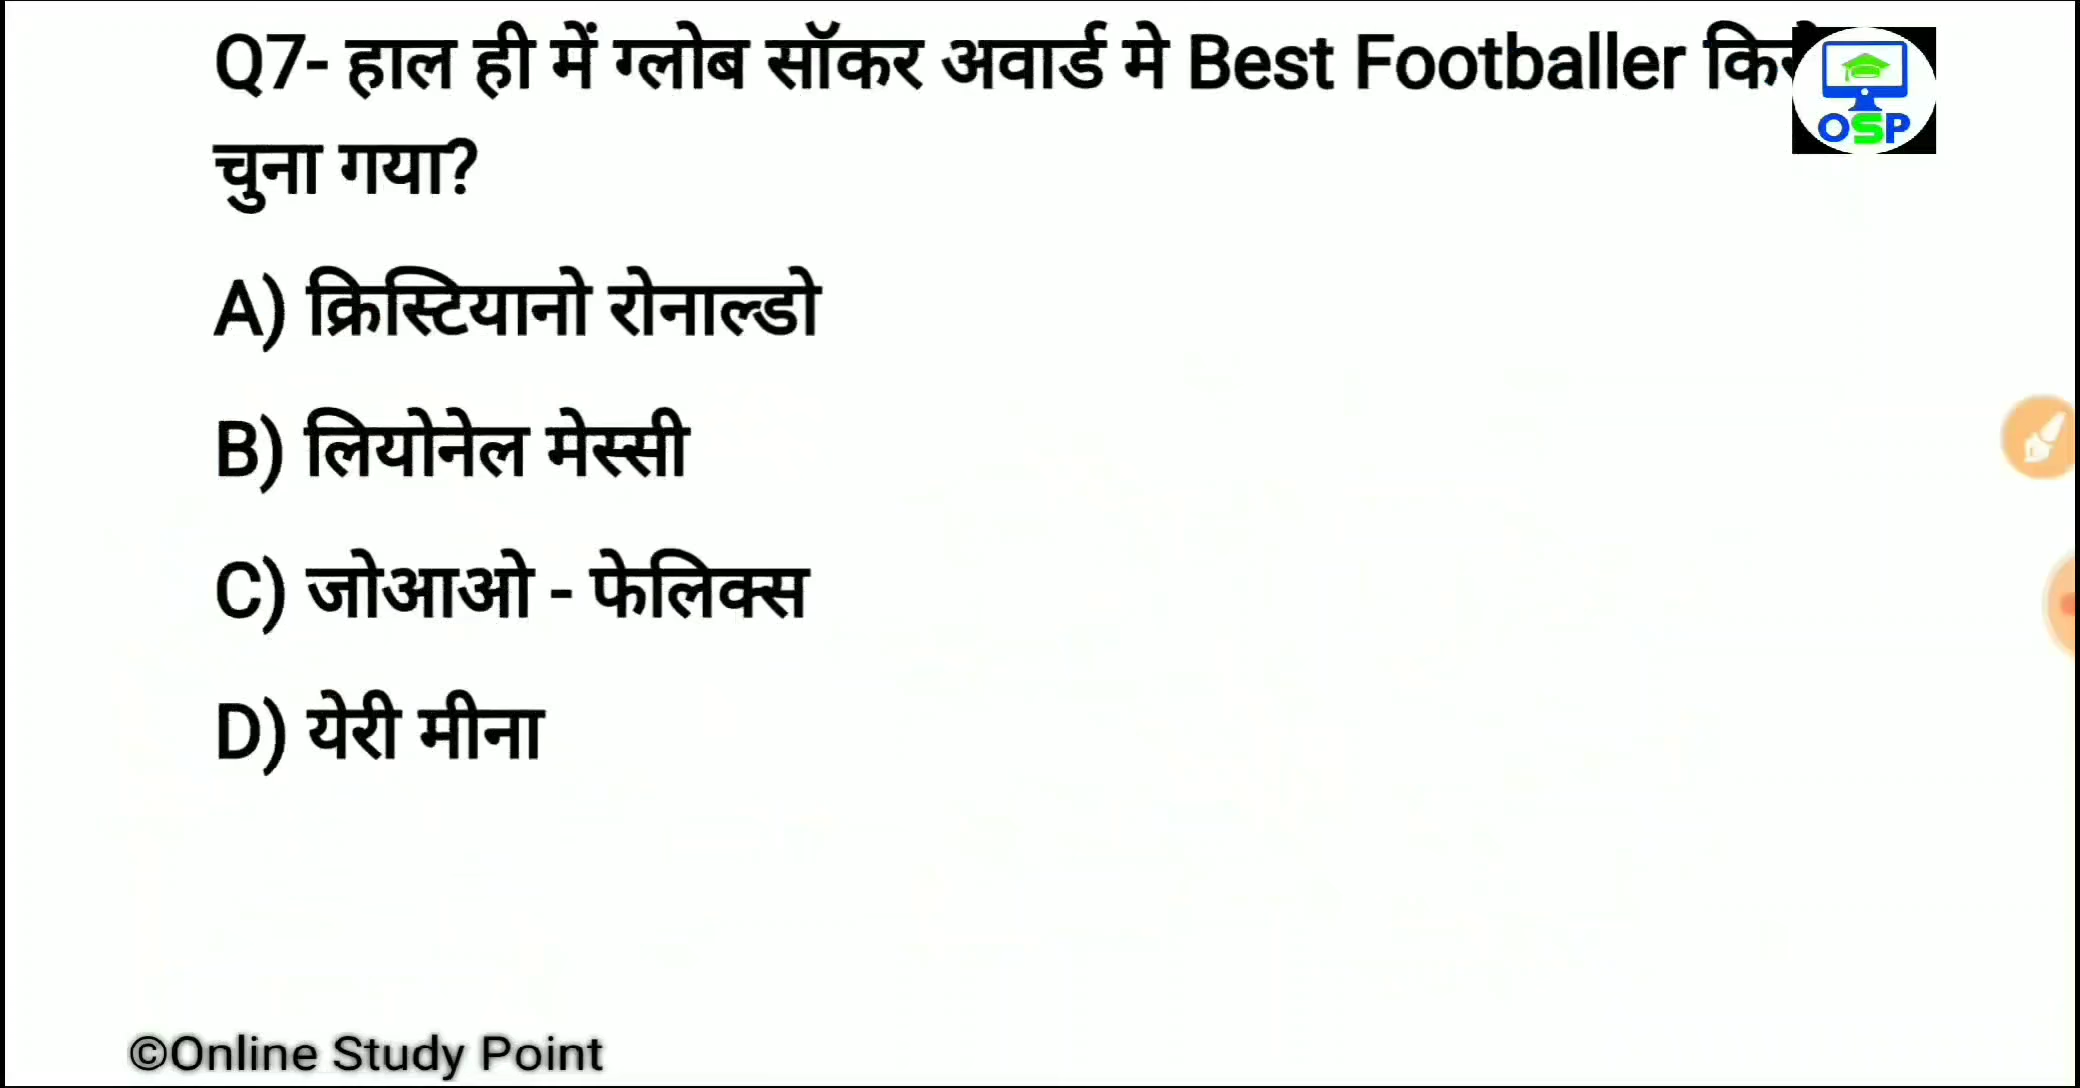 Q7- हाल ही में ग्लोब सॉकर अवार्ड मे Best Footballer
OSP
चुना गया?
A) क्रिस्टियानो रोनाल्डो
B) लियोनेल मेस्सी
C) जोआओ - फेलिक्स
D) येरी मीना
©Online Study Point